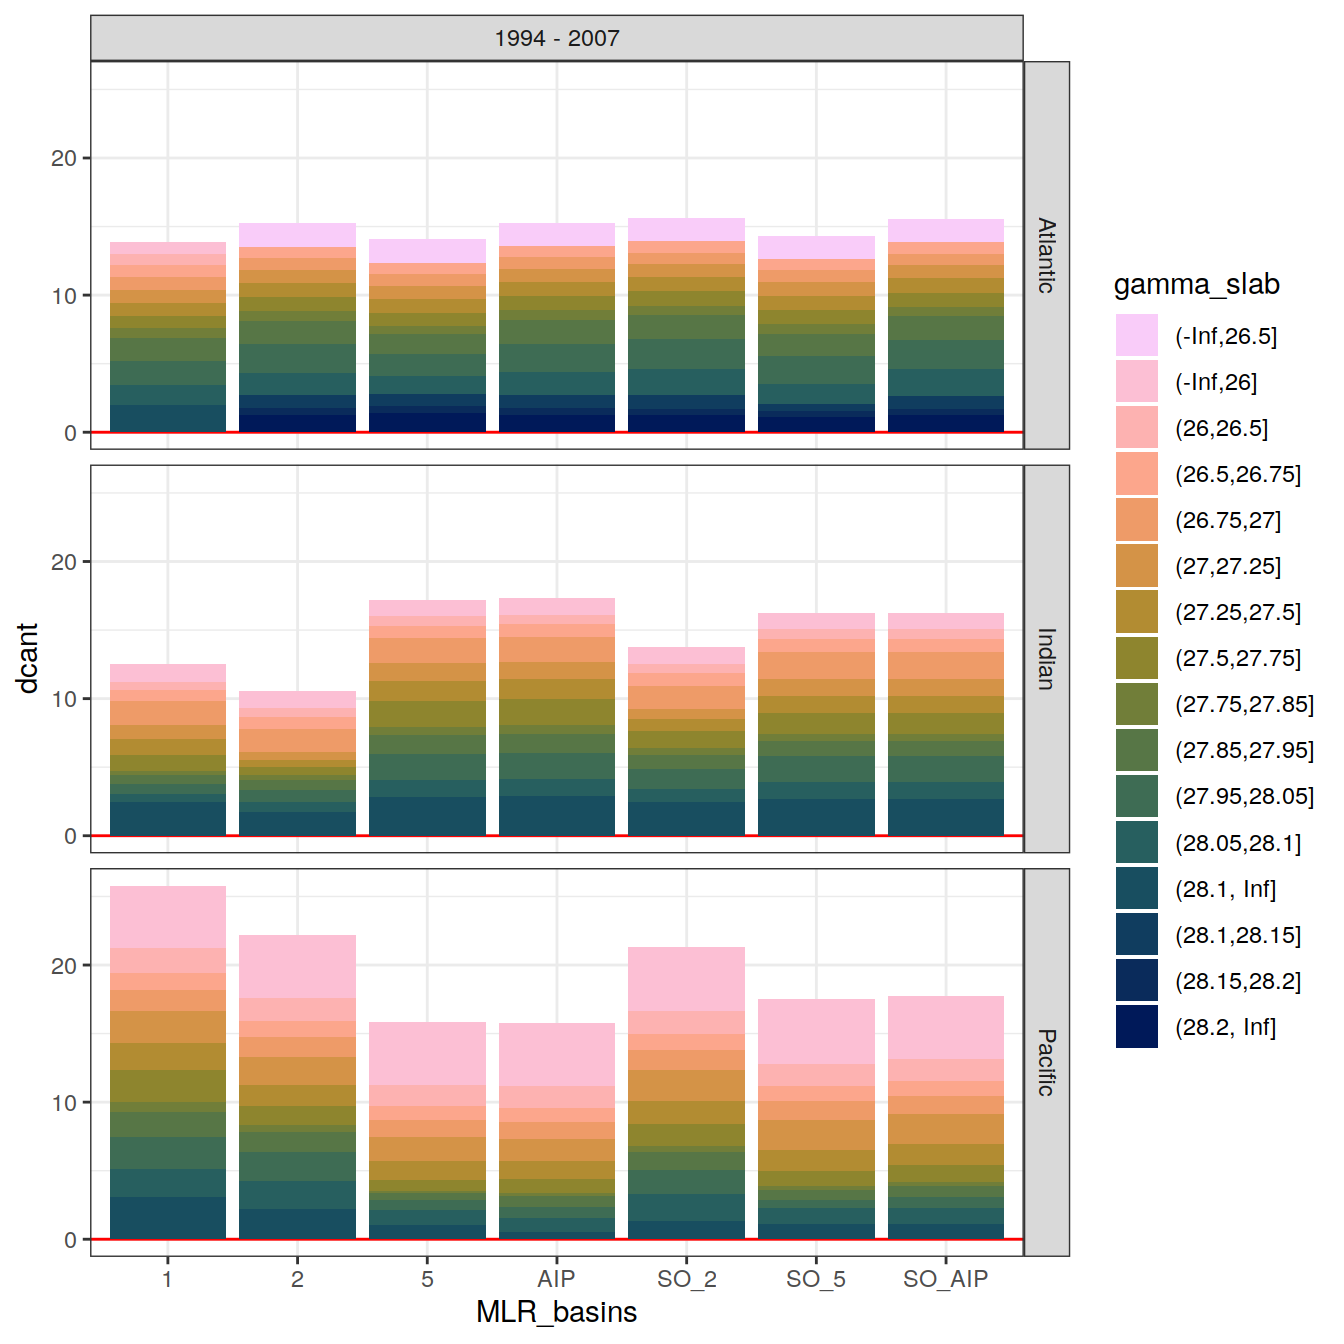 1994 - 2007
20
10
0
Atlantic
20
10
0
Indian
20
10
0
Pacific
dcant
1 2 5 AIP SO_2 SO_5 SO_AIP
MLR_basins
gamma_slab
(-Inf,26.5]
(-Inf,26]
(26,26.5]
(26.5,26.75]
(26.75,27]
(27,27.25]
(27.25,27.5]
(27.5,27.75]
(27.75,27.85]
(27.85,27.95]
(27.95,28.05]
(28.05,28.1]
(28.1, Inf]
(28.1,28.15]
(28.15,28.2]
(28.2, Inf]